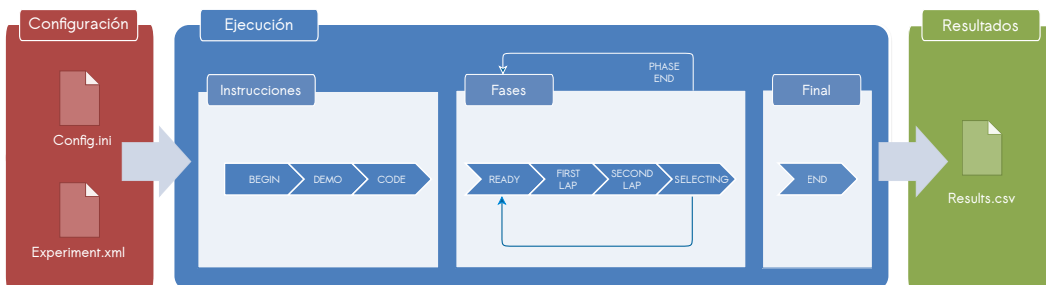 Configuración
Config.ini
Experiment.xml
Ejecución
Instrucciones
BEGIN
DEMO
CODE
PHASE
END
Fases
READY
FIRST
LAP
SECOND
LAP
SELECTING
Final
END
Resultados
Results.csv